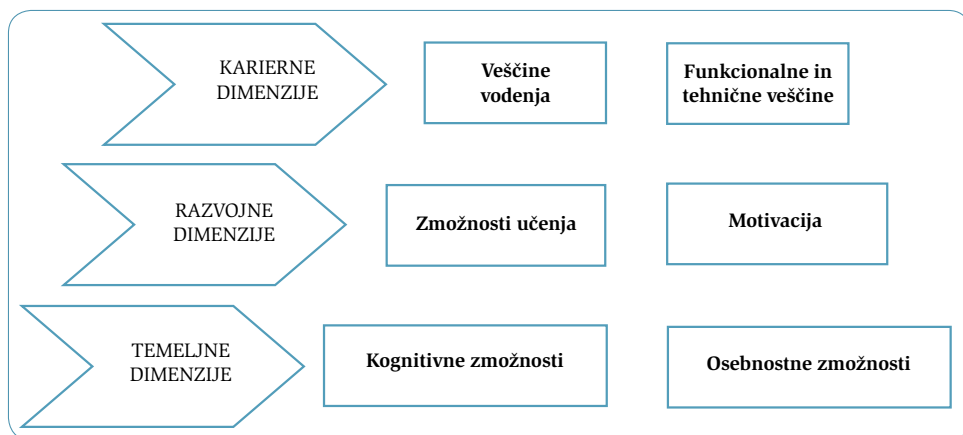 KARIERNE
DIMENZIJE
Veščine
vodenja
Funkcionalne in
tehnične veščine
RAZVOJNE
DIMENZIJE
Zmožnosti učenja
Motivacija
TEMELJNE
DIMENZIJE
Kognitivne zmožnosti
Osebnostne zmožnosti